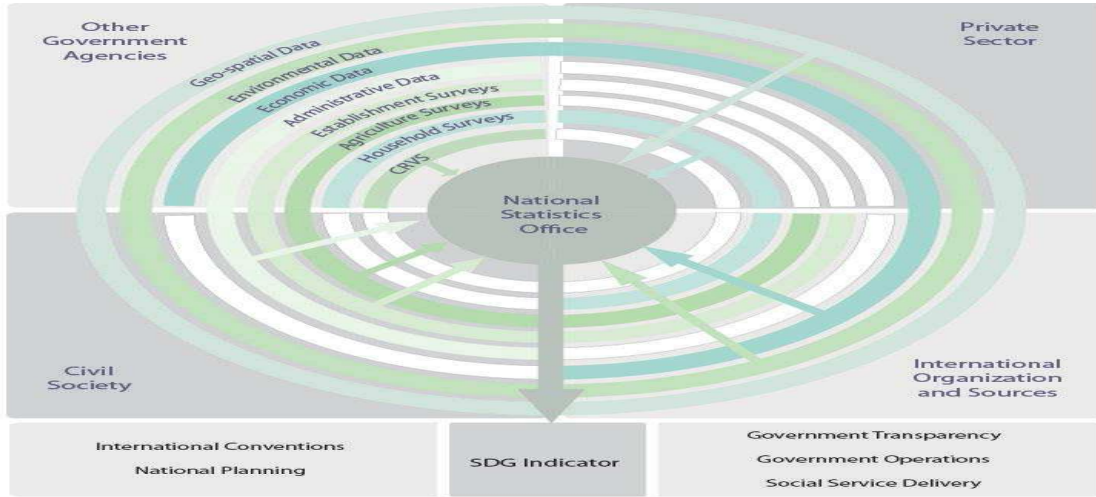 Other
Government
Agencies
Private
Sector
Geo-spatial Data
Environmental Data
Economic Data
Administrative Data
Establishment Surveys
Agriculture Surveys
Household Surveys
CRVS
National
Statistics
Office
Civil
Society
International
Organization
and Sources
International Conventions
National Planning
SDG Indicator
Government Transparency
Government Operations
Social Service Delivery